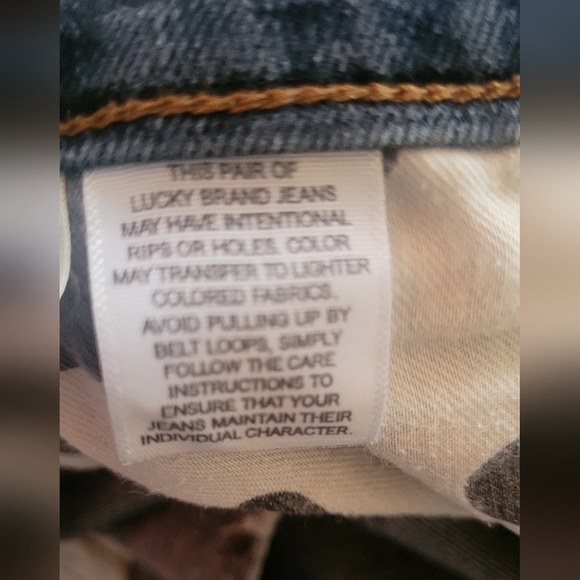 THIS PAIR OF
LUCKY BRAND JEANS
MAY HAVE INTENTIONAL
RIPS OR HOLES. COLOR
MAY TRANSFER TO LIGHTER
COLORED FABRICS.
AVOID PULLING UP BY
BELT LOOPS, SIMPLY
FOLLOW THE CARE
INSTRUCTIONS TO
ENSURE THAT YOUR
JEANS MAINTAIN THEIR
INDIVIDUAL CHARACTER.